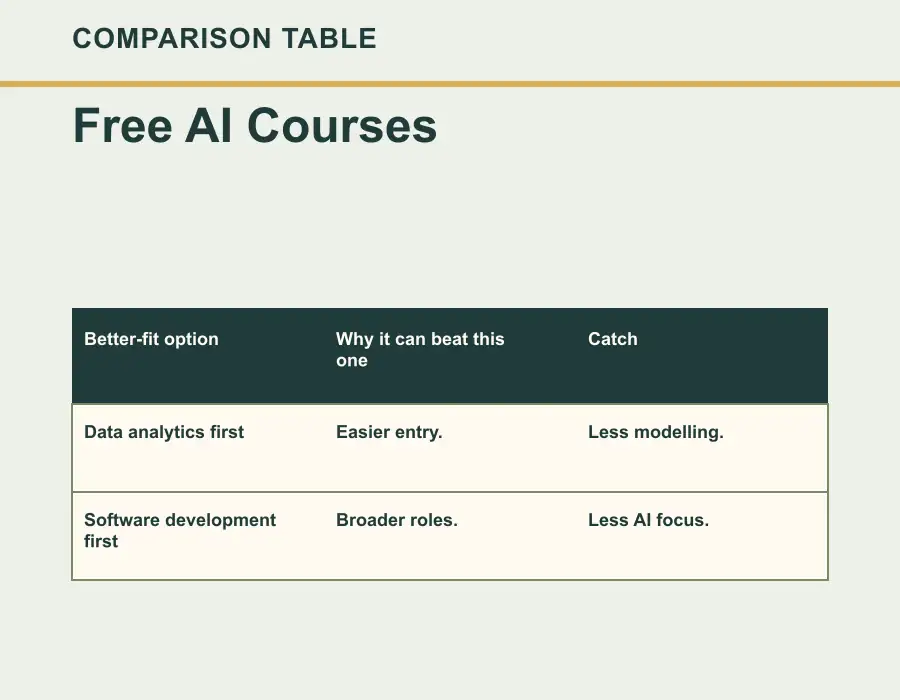 COMPARISON TABLE
Free AI Courses
Better-fit option
Why it can beat this
one
Catch
Data analytics first
Easier entry.
Less modelling.
Software development
first
Broader roles.
Less AI focus.